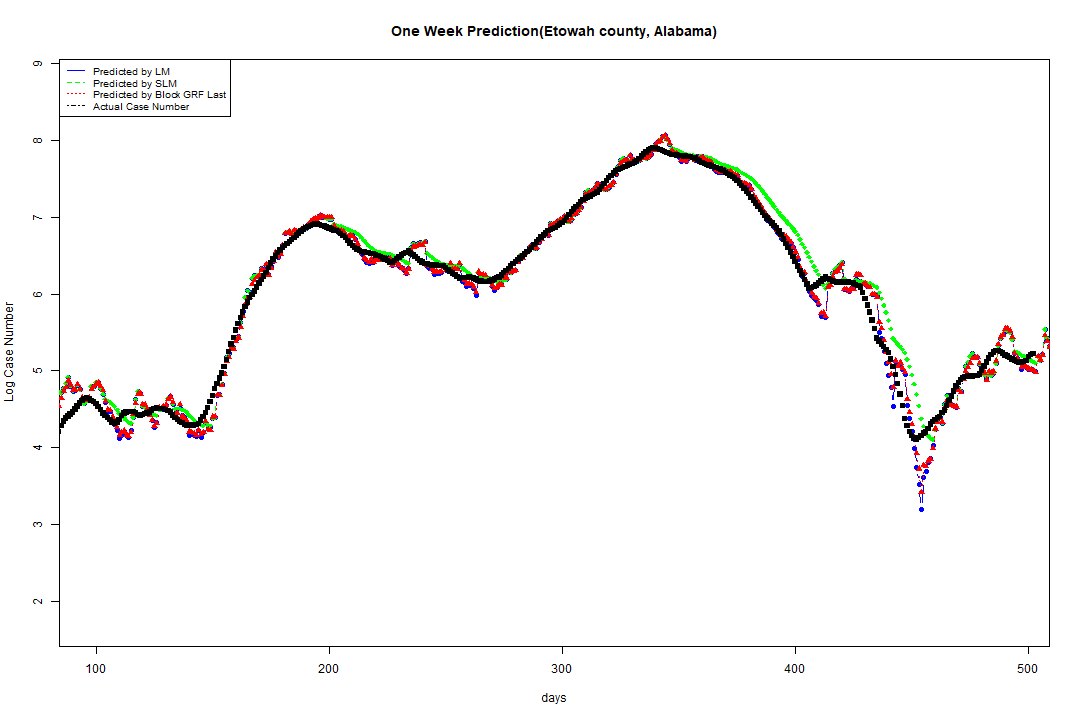 One Week Prediction(Etowah county, Alabama)
Predicted by LM
Predicted by SLM
Predicted by Block GRF Last
Actual Case Number
9
8
7
6
5
4
3
2
Log Case Number
100 200 300 400 500
days